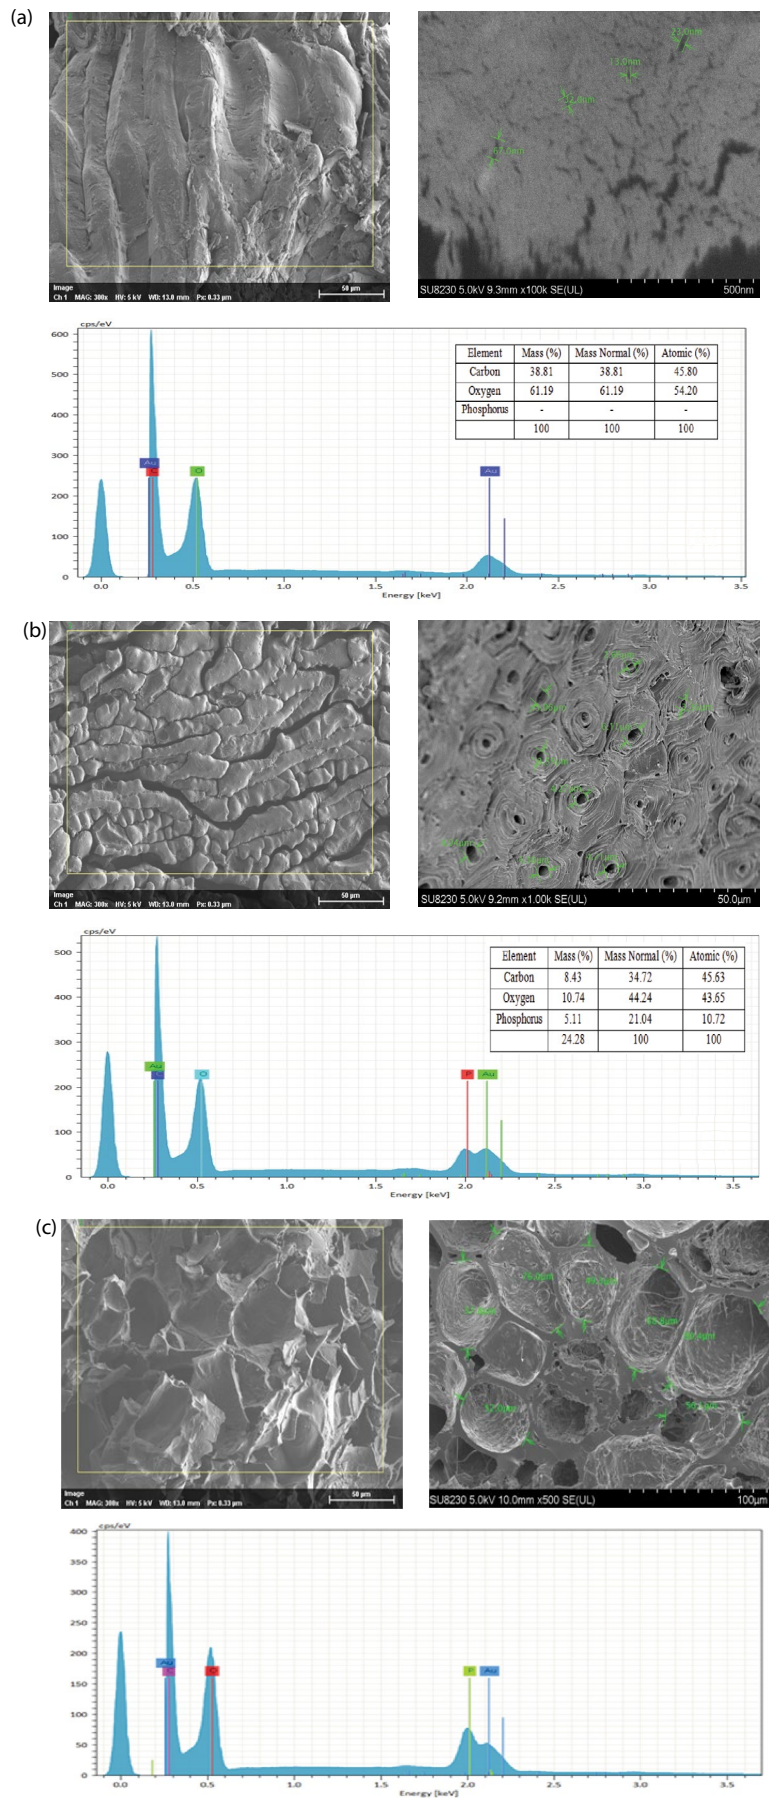 (a)
Image
Ch 1 MAG: 300x HV: 5 kV WD: 13.0 mm Px: 0.33 µm
50 µm
13.0nm
SU8230 5.0kV 9.3mm x100k SE(UL)
500nm
cps/eV
600
500
400
300
200
100
0
Au
C
O
Au
Element Mass (%) Mass Normal (%) Atomic (%)
Carbon 38.81 38.81 45.80
Oxygen 61.19 61.19 54.20
Phosphorus - - -
100 100 100
0.0 0.5 1.0 1.5 2.0 2.5 3.0 3.5
Energy [keV]
(b)
Image
Ch 1 MAG: 300x HV: 5 kV WD: 13.0 mm Px: 0.33 µm
50 µm
SU8230 5.0kV 9.2mm x1.00k SE(UL)
50.0µm
cps/eV
500
400
300
200
100
0
Au
C
O
P
Au
Element Mass (%) Mass Normal (%) Atomic (%)
Carbon 8.43 34.72 45.63
Oxygen 10.74 44.24 43.65
Phosphorus 5.11 21.04 10.72
24.28 100 100
0.0 0.5 1.0 1.5 2.0 2.5 3.0 3.5
Energy [keV]
(c)
Image
Ch 1 MAG: 300x HV: 5 kV WD: 13.0 mm Px: 0.33 µm
50 µm
SU8230 5.0kV 10.0mm x500 SE(UL)
100µm
cps/eV
400
350
300
250
200
150
100
50
0
Au
C
O
P
Au
0.0 0.5 1.0 1.5 2.0 2.5 3.0 3.5
Energy [keV]